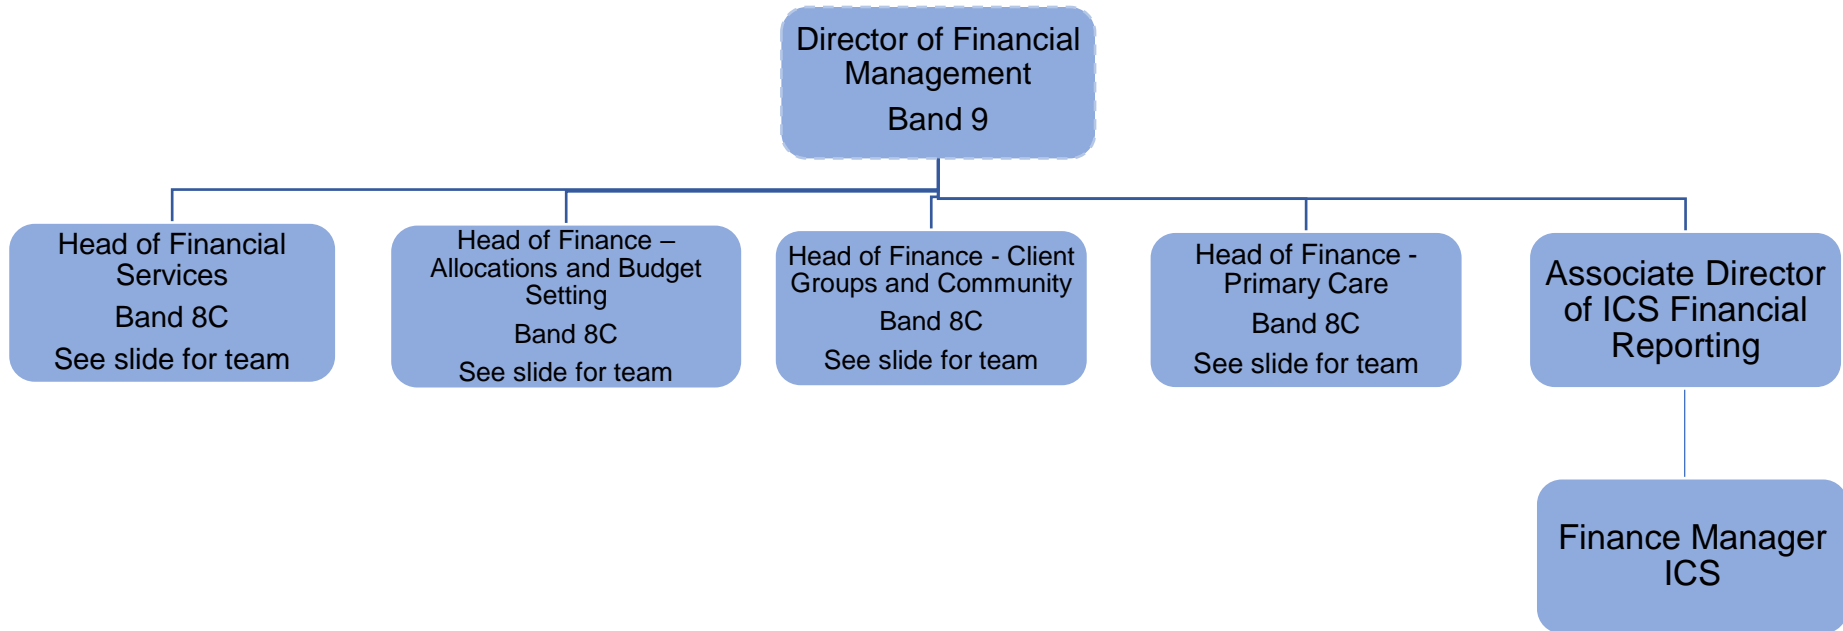 Director of Financial
Management
Band 9
Head of Financial
Services
Band 8C
See slide for team
Head of Finance –
Allocations and Budget
Setting
Band 8C
See slide for team
Head of Finance - Client
Groups and Community
Band 8C
See slide for team
Head of Finance -
Primary Care
Band 8C
See slide for team
Associate Director
of ICS Financial
Reporting
Finance Manager
ICS